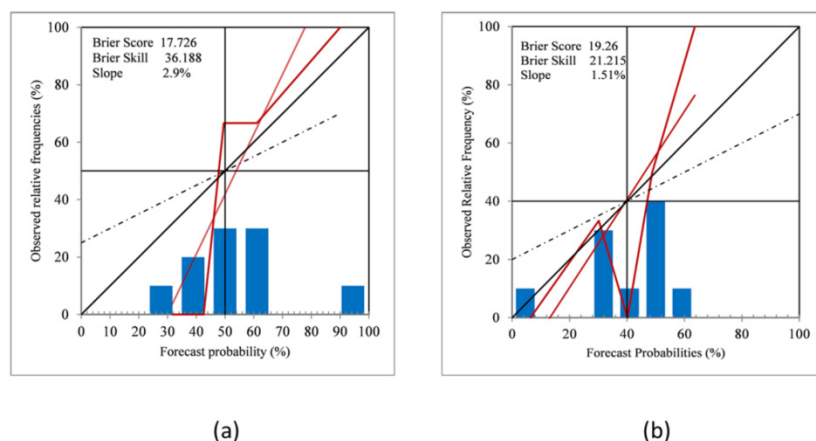 Brier Score 17.726
Brier Skill 36.188
Slope 2.9%
Observed relative frequencies (%)
100
80
60
40
20
0
0 10 20 30 40 50 60 70 80 90 100
Forecast probability (%)
(a)
Brier Score 19.26
Brier Skill 21.215
Slope 1.51%
Observed Relative Frequency (%)
100
80
60
40
20
0
0 20 40 60 80 100
Forecast Probabilities (%)
(b)